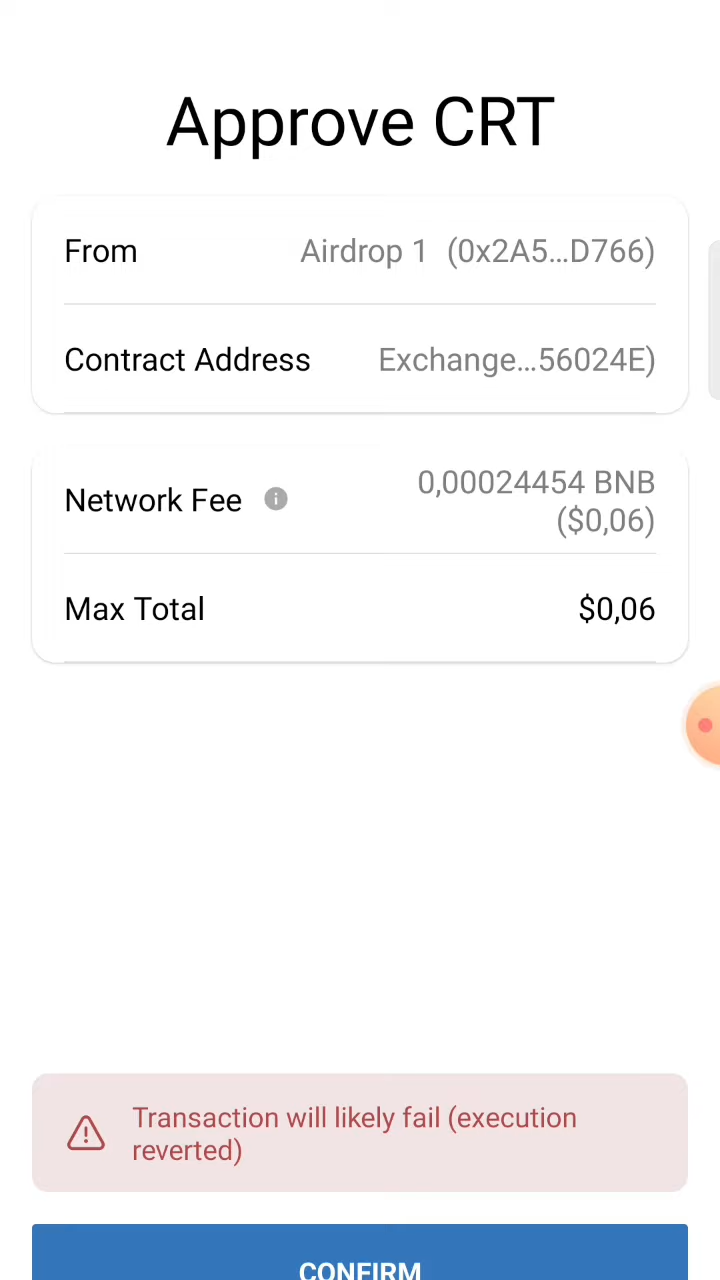 Approve CRT
From Airdrop 1 (0x2A5...D766)
Contract Address Exchange...56024E)
Network Fee 0,00024454 BNB
($0,06)
Max Total $0,06
Transaction will likely fail (execution
reverted)
CONFIRM